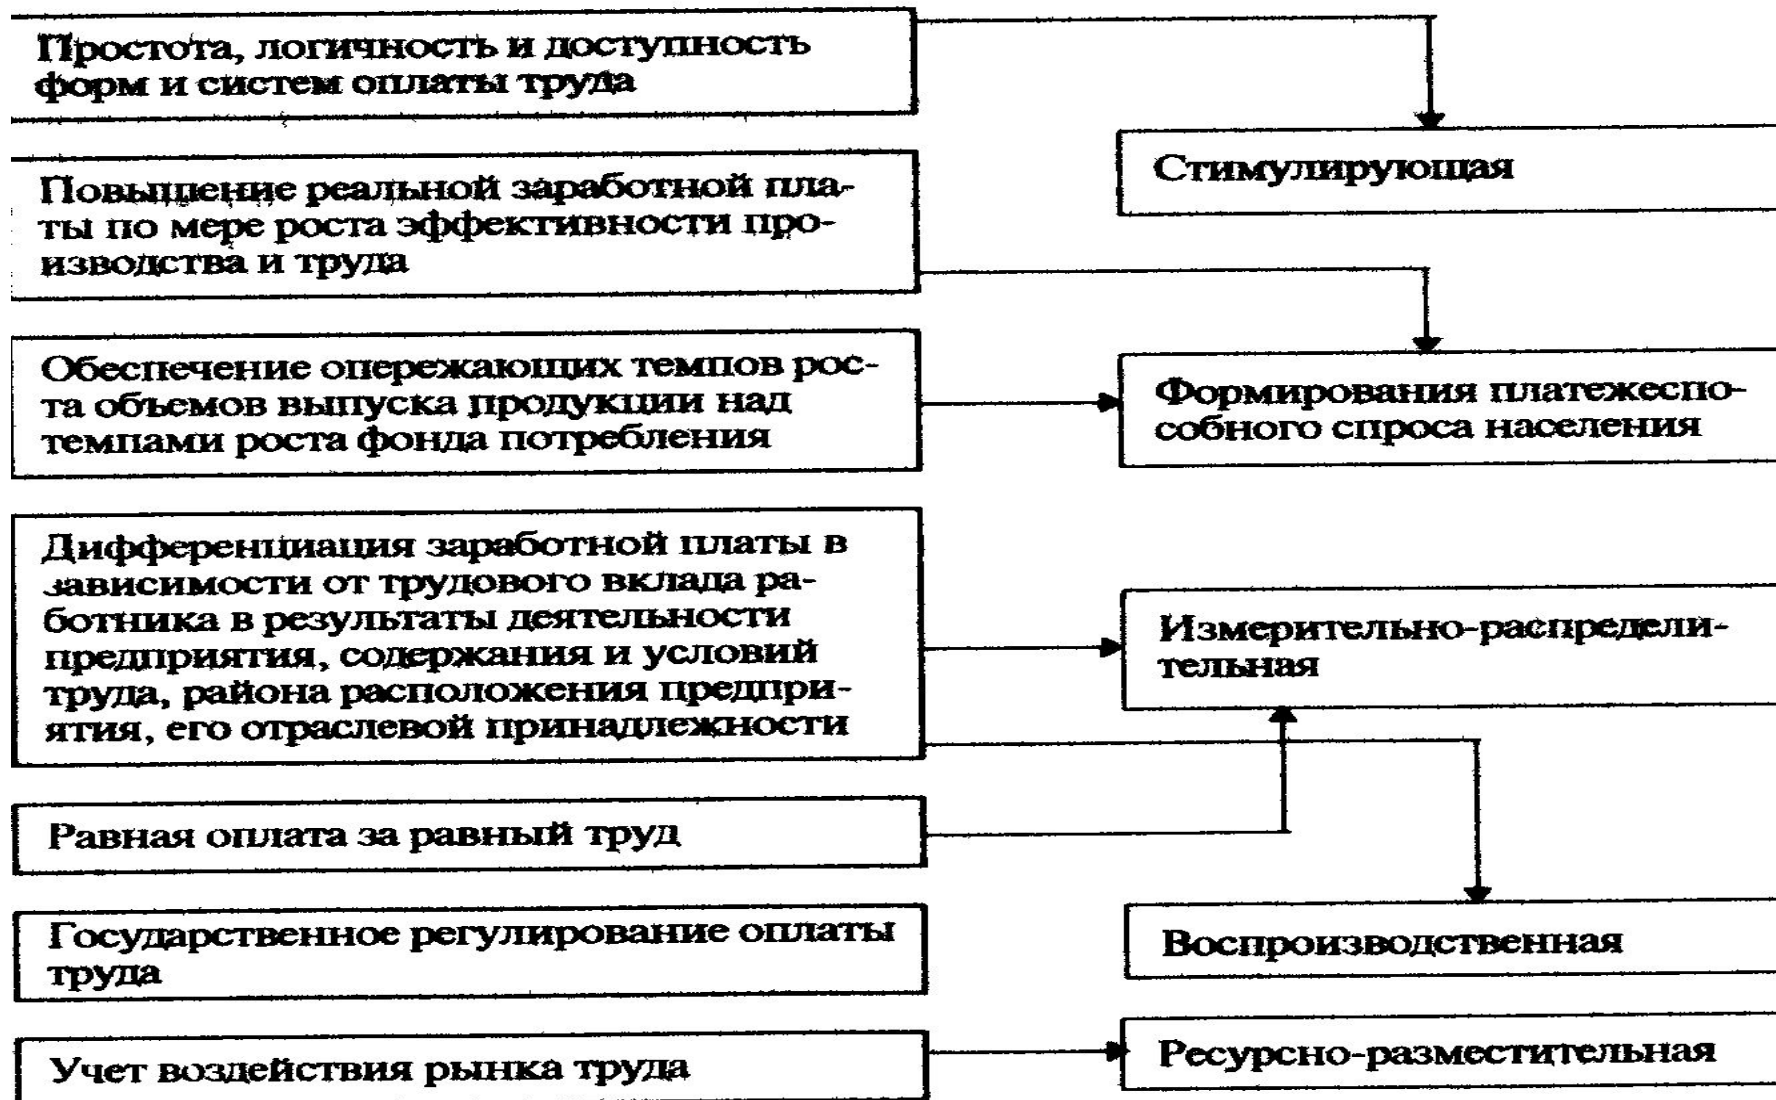 Простота, логичность и доступность
форм и систем оплаты труда
Стимулирующая
Повышение реальной заработной пла-
ты по мере роста эффективности про-
изводства и труда
Обеспечение опережающих темпов рос-
та объемов выпуска продукции над
темпами роста фонда потребления
Формирования платежеспо-
собного спроса населения
Дифференциация заработной платы в
зависимости от трудового вклада ра-
ботника в результаты деятельности
предприятия, содержания и условий
труда, района расположения предпри-
ятия, его отраслевой принадлежности
Измерительно-распредели-
тельная
Равная оплата за равный труд
Государственное регулирование оплаты
труда
Воспроизводственная
Учет воздействия рынка труда
Ресурсно-разместительная